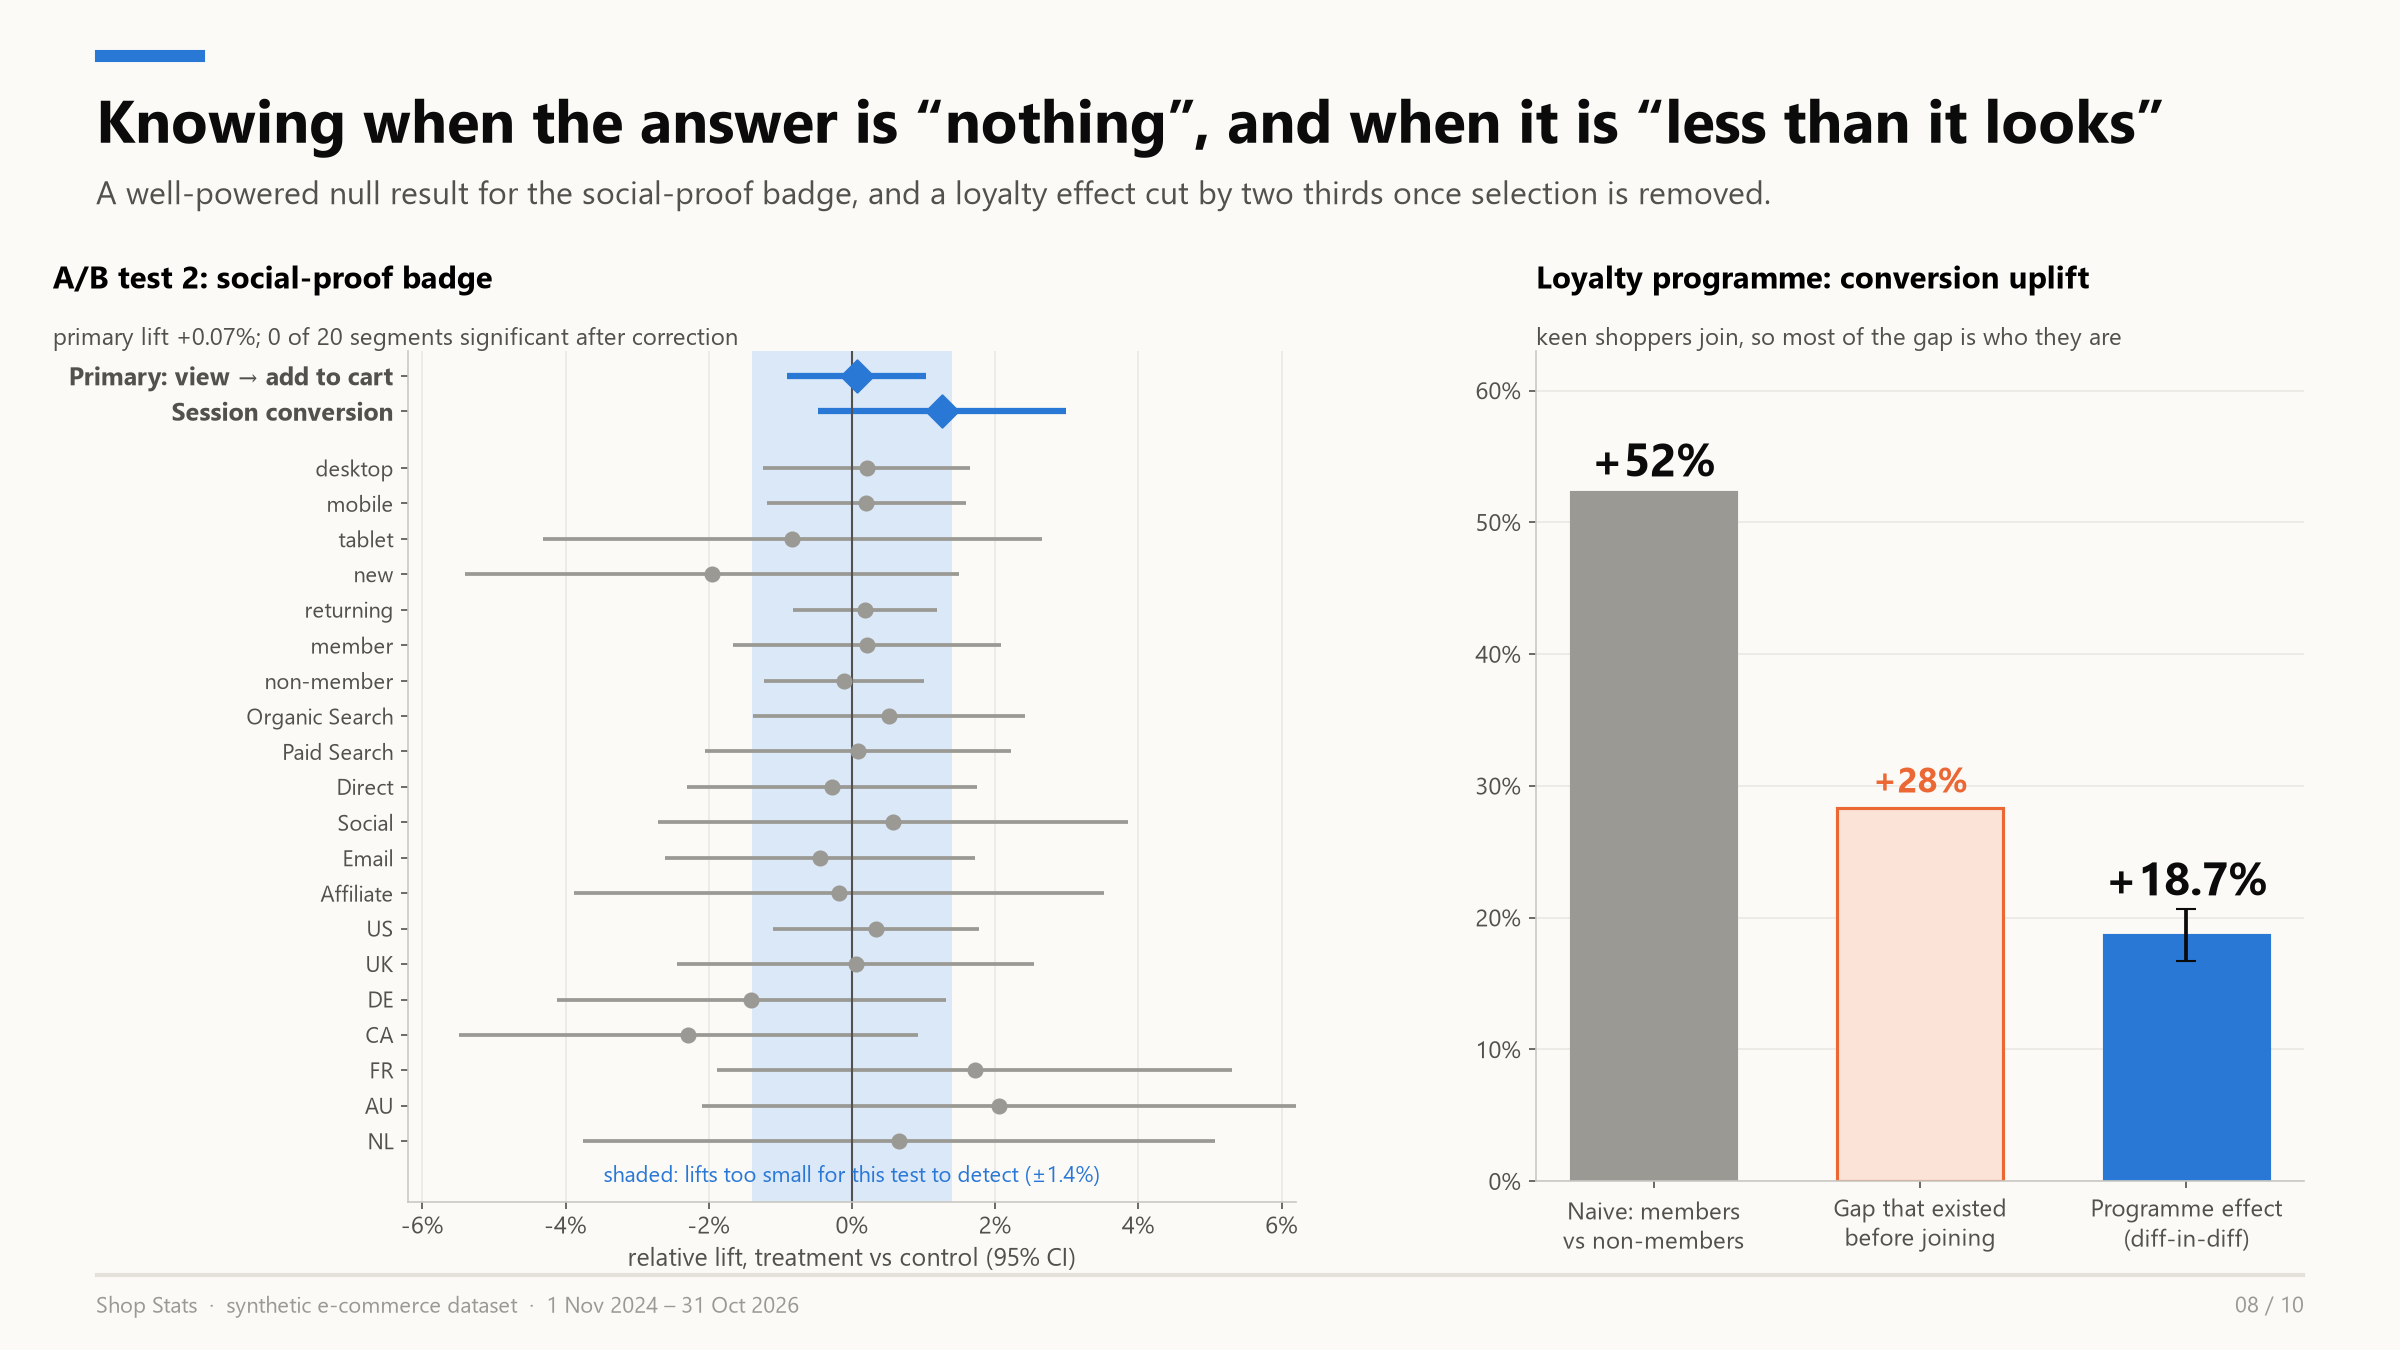 Knowing when the answer is “nothing”, and when it is “less than it looks”
A well-powered null result for the social-proof badge, and a loyalty effect cut by two thirds once selection is removed.
A/B test 2: social-proof badge
primary lift +0.07%; 0 of 20 segments significant after correction
Primary: view → add to cart
Session conversion
desktop
mobile
tablet
new
returning
member
non-member
Organic Search
Paid Search
Direct
Social
Email
Affiliate
US
UK
DE
CA
FR
AU
NL
shaded: lifts too small for this test to detect (±1.4%)
-6%
-4%
-2%
0%
2%
4%
6%
relative lift, treatment vs control (95% CI)
Loyalty programme: conversion uplift
keen shoppers join, so most of the gap is who they are
60%
50%
40%
30%
20%
10%
0%
+52%
+28%
+18.7%
Naive: members
vs non-members
Gap that existed
before joining
Programme effect
(diff-in-diff)
Shop Stats · synthetic e-commerce dataset · 1 Nov 2024 – 31 Oct 2026
08 / 10